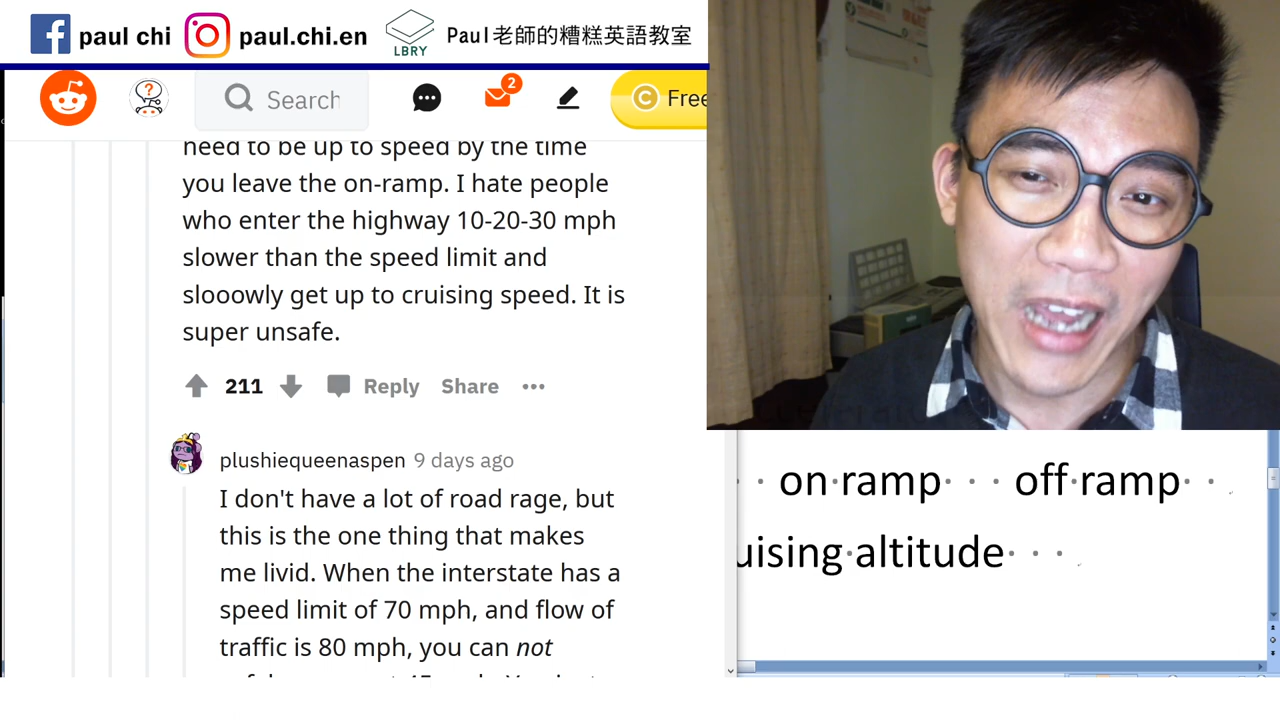 paul chi
paul.chi.en
LBRY
Paul老師的糟糕英語教室
?
Search
2
C
Free
need to be up to speed by the time
you leave the on-ramp. I hate people
who enter the highway 10-20-30 mph
slower than the speed limit and
slooowly get up to cruising speed. It is
super unsafe.
211
Reply
Share
plushiequeenaspen 9 days ago
I don't have a lot of road rage, but
this is the one thing that makes
me livid. When the interstate has a
speed limit of 70 mph, and flow of
traffic is 80 mph, you can not
on ramp off ramp
uising altitude